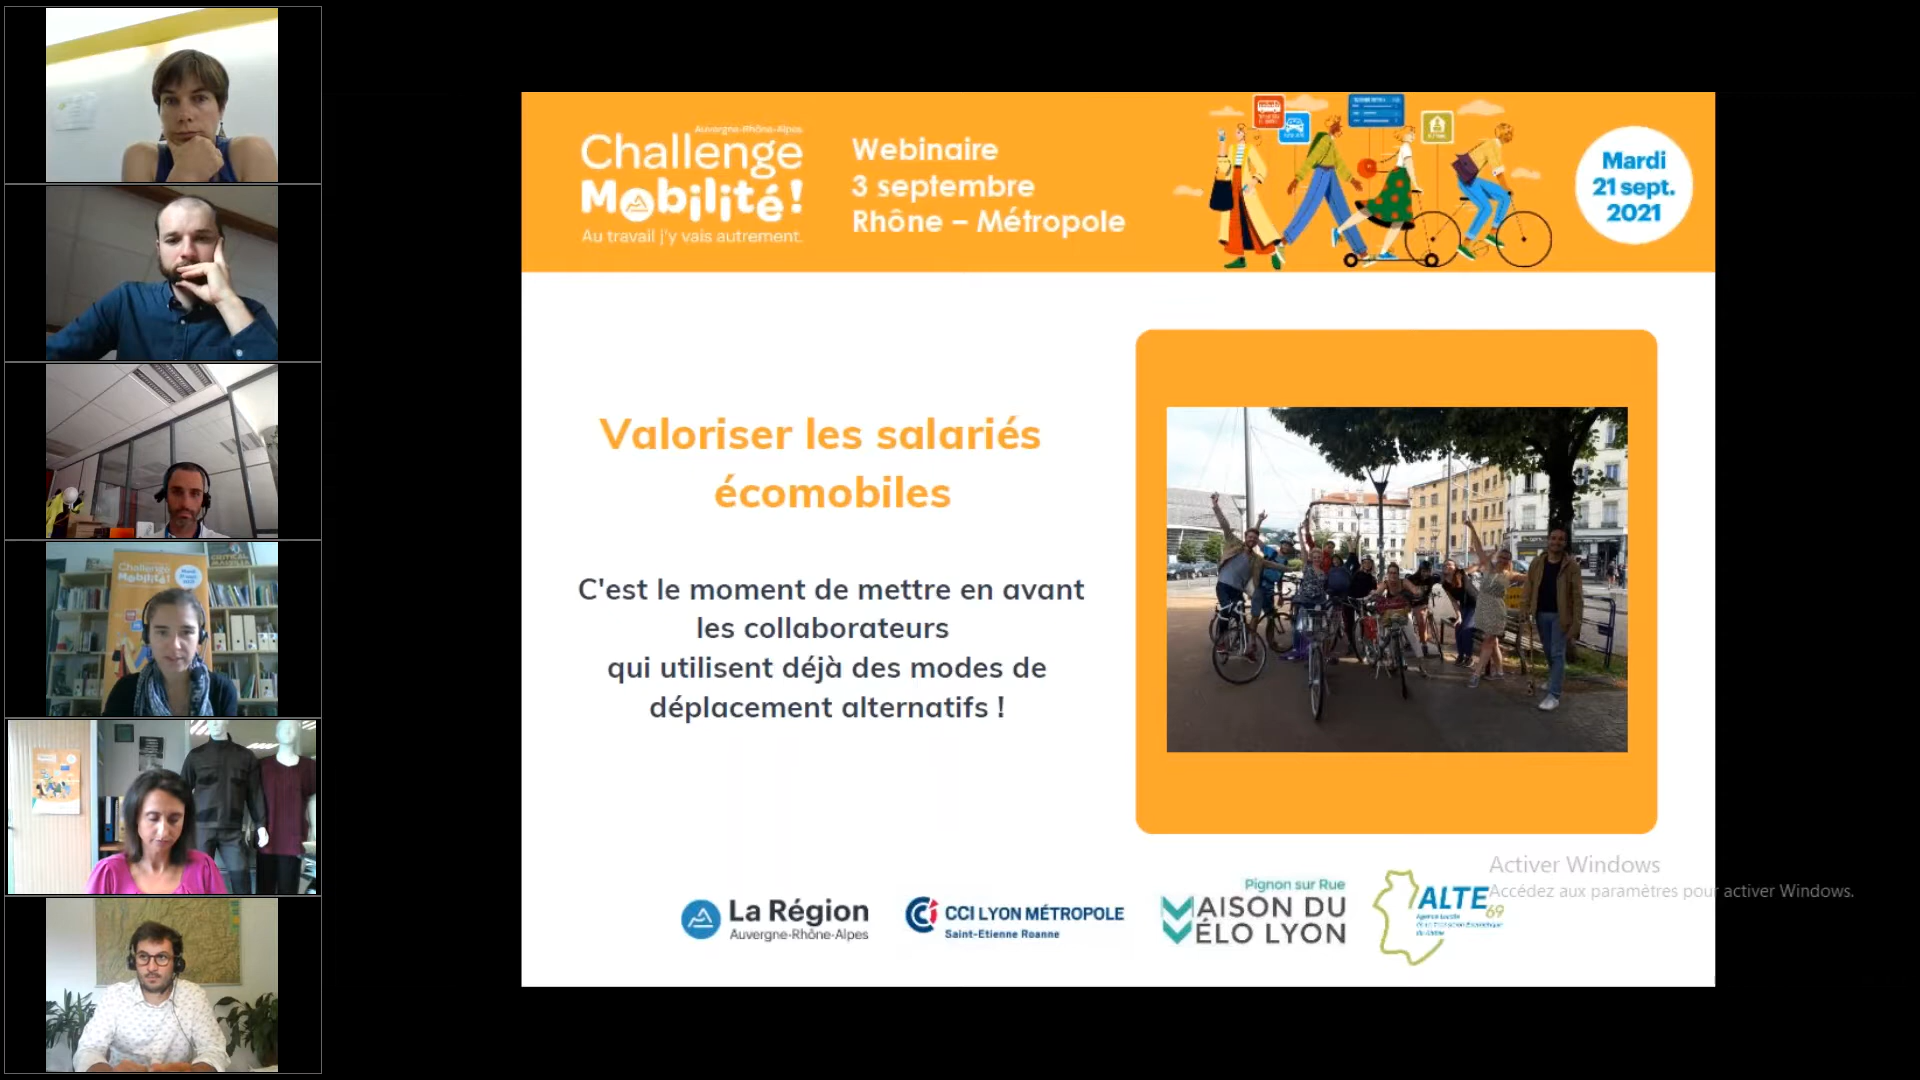 Auvergne-Rhône-Alpes
Challenge
Mobilité!
Au travail j'y vais autrement.
Webinaire
3 septembre
Rhône – Métropole
Mardi
21 sept.
2021
Valoriser les salariés
écomobiles
C'est le moment de mettre en avant
les collaborateurs
qui utilisent déjà des modes de
déplacement alternatifs !
La Région
Auvergne-Rhône-Alpes
CCI LYON MÉTROPOLE
Saint-Etienne Roanne
Pignon sur Rue
MAISON DU
VÉLO LYON
ALTE
69
Activer Windows
Accédez aux paramètres pour activer Windows.
Challenge
Mobilité!